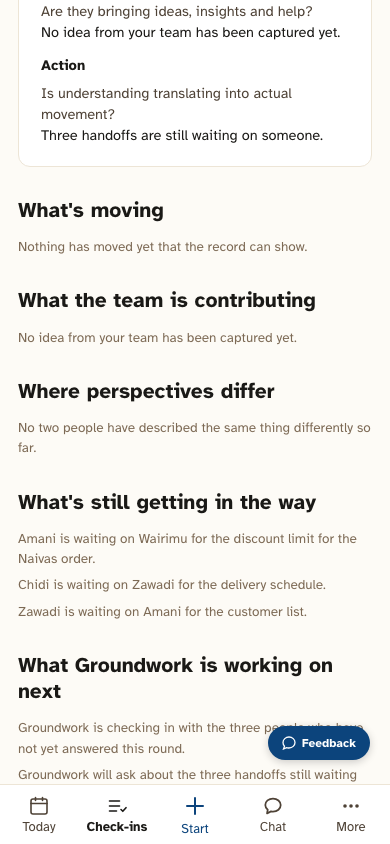 Are they bringing ideas, insights and help?
No idea from your team has been captured yet.
Action
Is understanding translating into actual
movement?
Three handoffs are still waiting on someone.
What's moving
Nothing has moved yet that the record can show.
What the team is contributing
No idea from your team has been captured yet.
Where perspectives differ
No two people have described the same thing differently so
far.
What's still getting in the way
Amani is waiting on Wairimu for the discount limit for the
Naivas order.
Chidi is waiting on Zawadi for the delivery schedule.
Zawadi is waiting on Amani for the customer list.
What Groundwork is working on
next
Groundwork is checking in with the three people who have
not yet answered this round.
Feedback
Groundwork will ask about the three handoffs still waiting
Today
Check-ins
Start
Chat
More